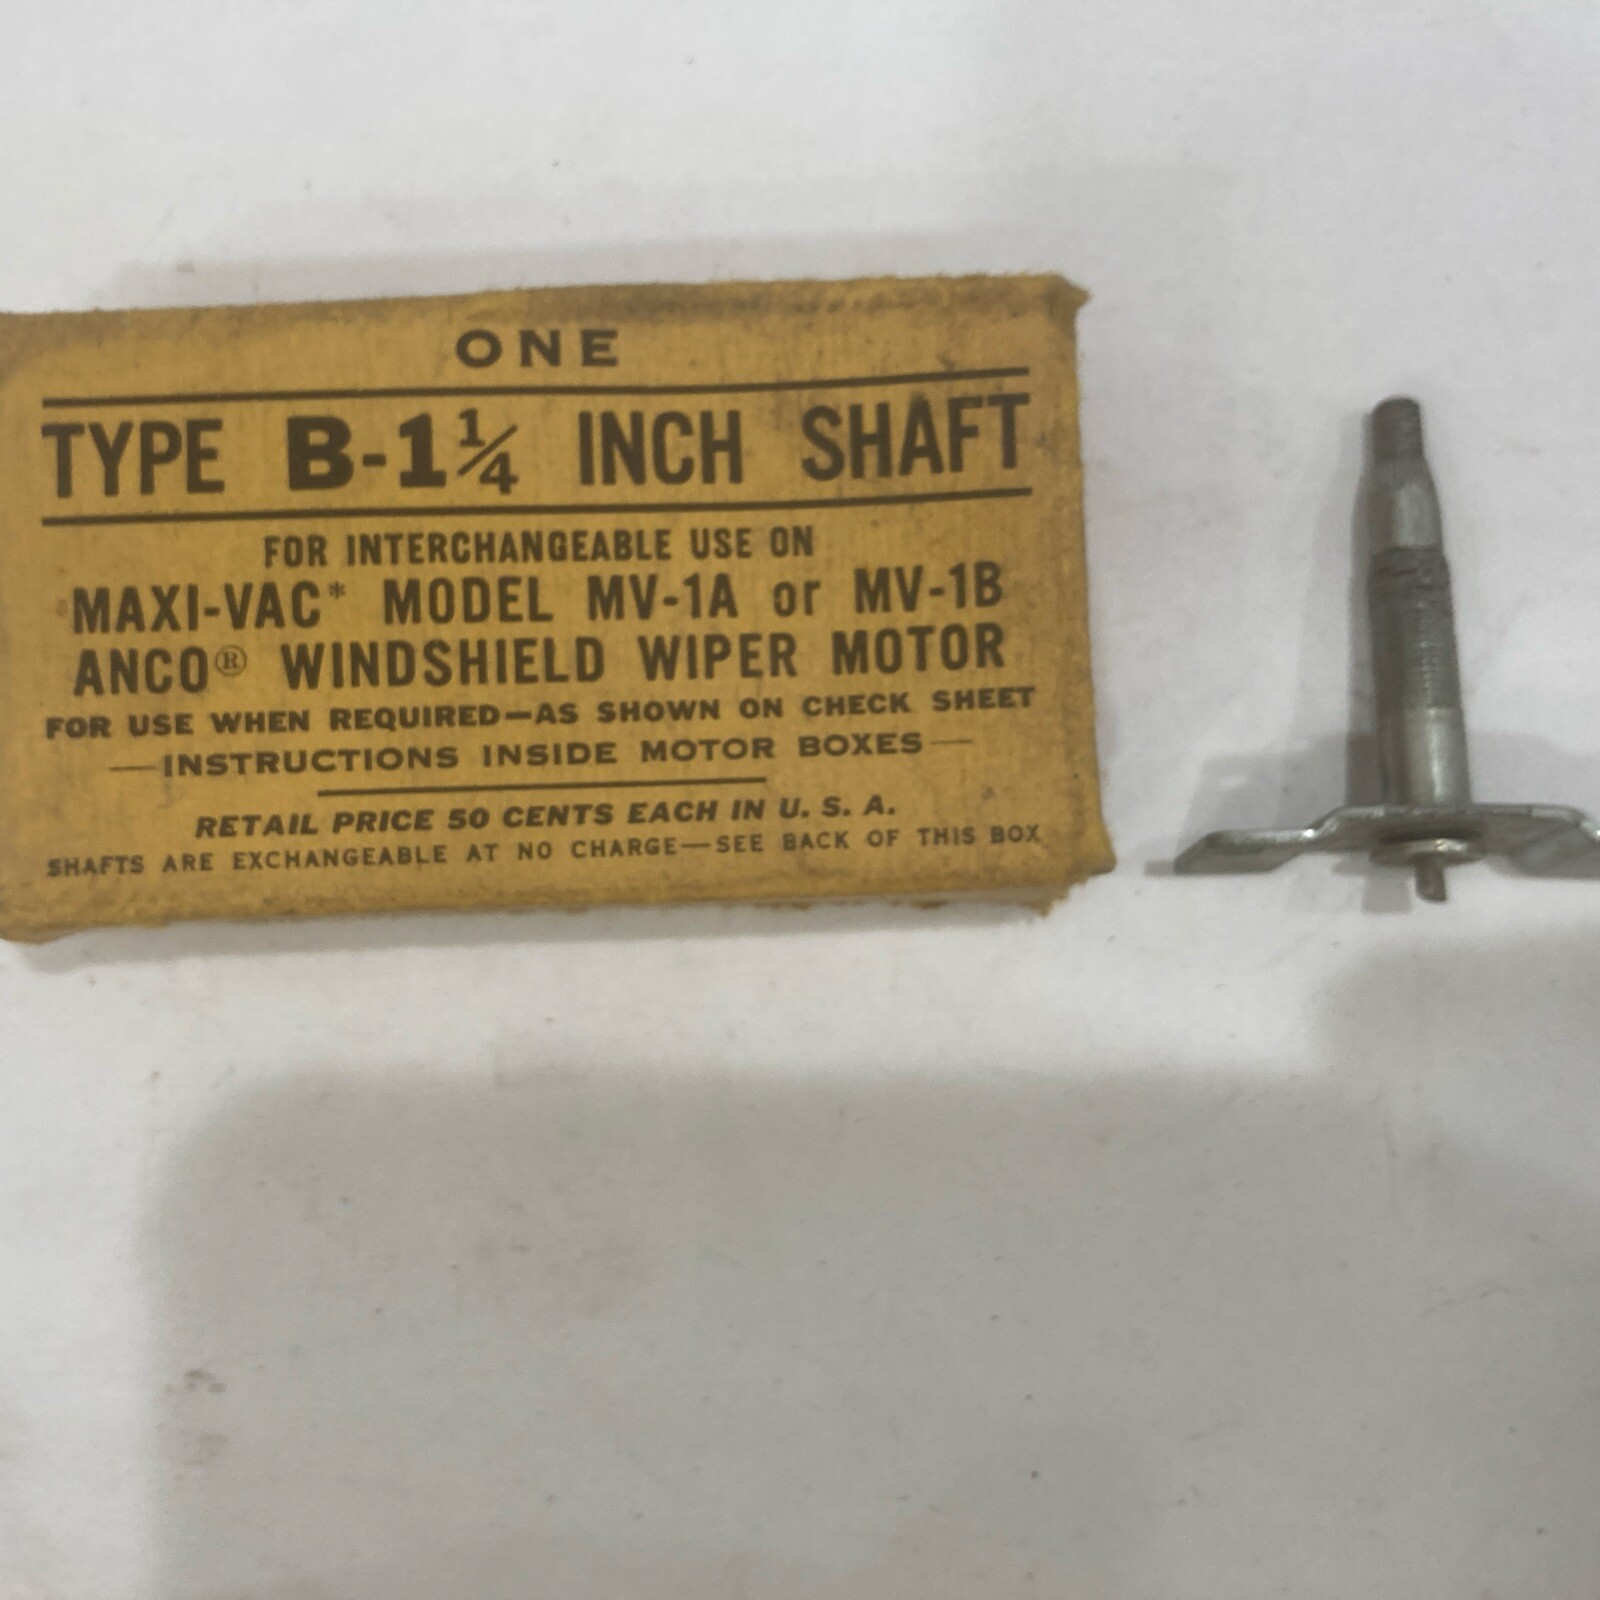 ONE
TYPE B-1 1/4 INCH SHAFT
FOR INTERCHANGEABLE USE ON
MAXI-VAC* MODEL MV-1A or MV-1B
ANCO® WINDSHIELD WIPER MOTOR
FOR USE WHEN REQUIRED—AS SHOWN ON CHECK SHEET
—INSTRUCTIONS INSIDE MOTOR BOXES—
RETAIL PRICE 50 CENTS EACH IN U. S. A.
SHAFTS ARE EXCHANGEABLE AT NO CHARGE—SEE BACK OF THIS BOX